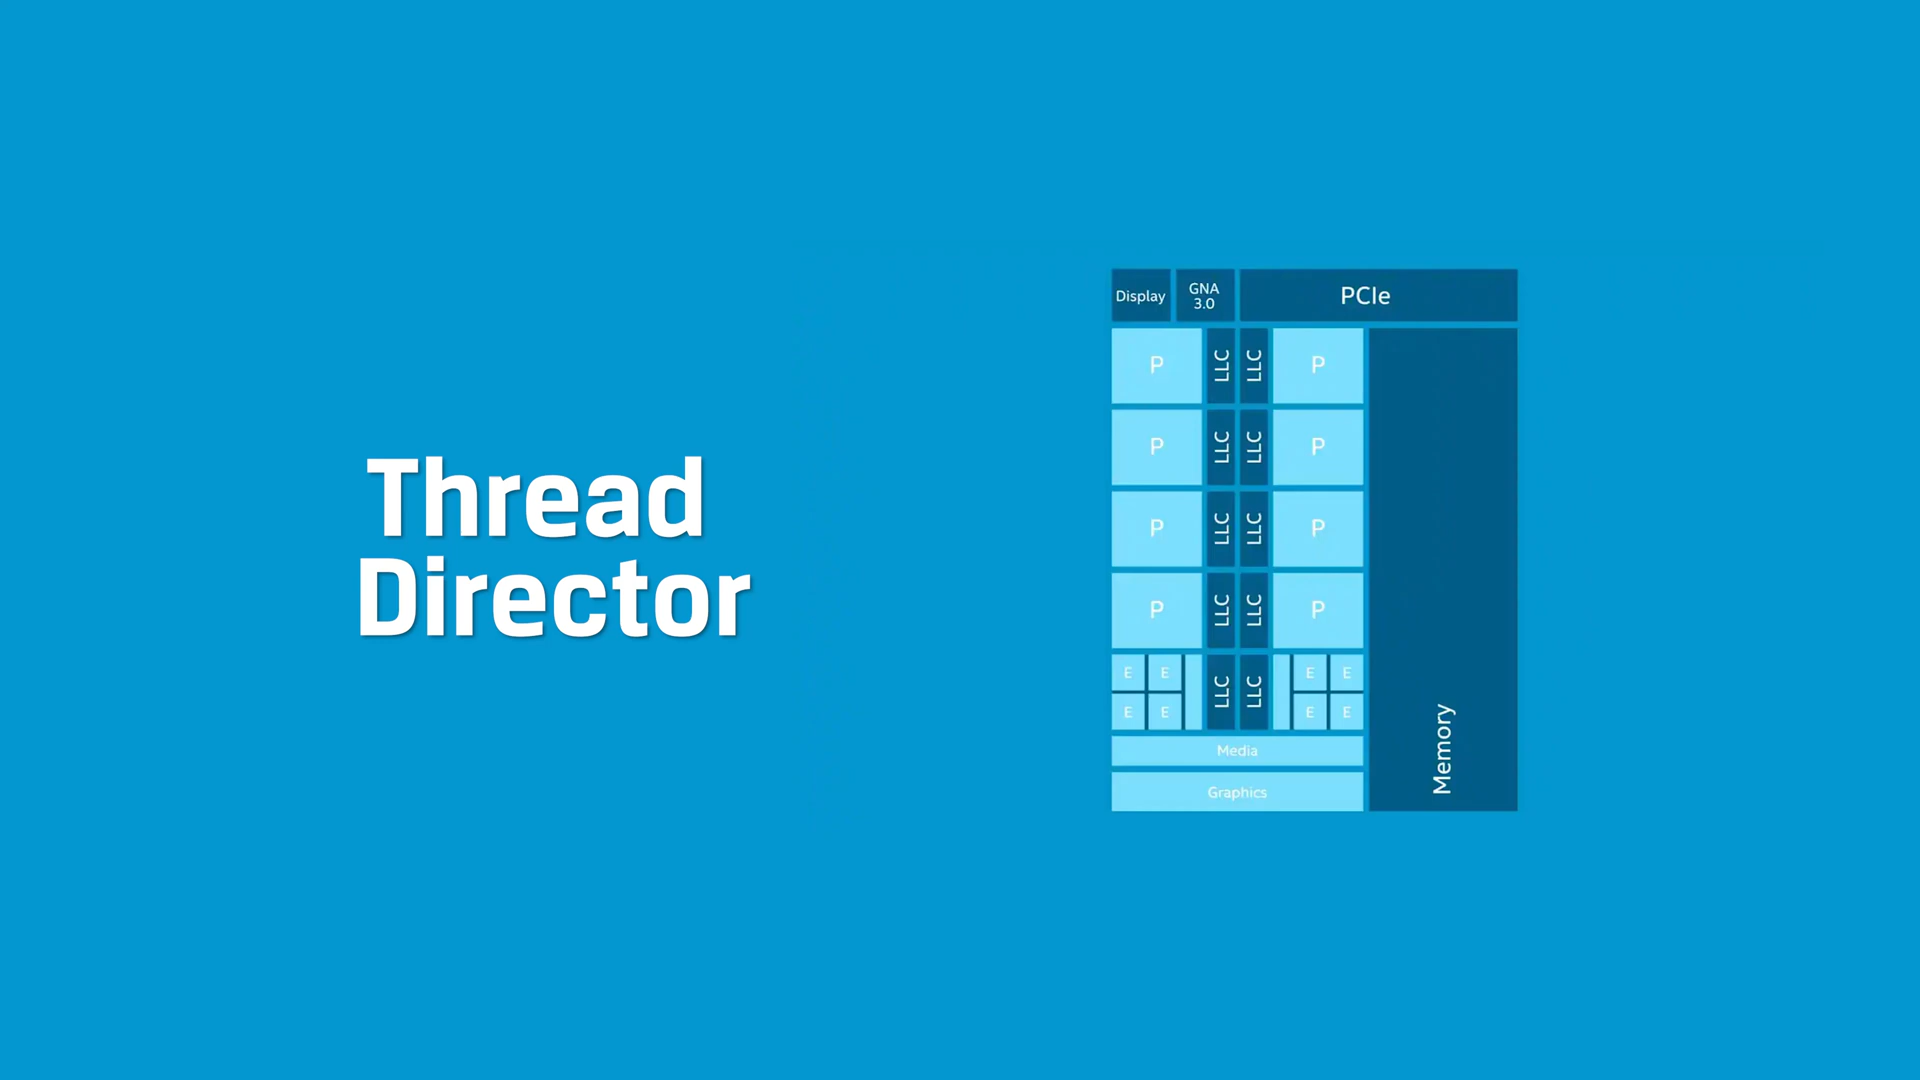 Thread
Director
Display
GNA
3.0
PCIe
P
LLC
LLC
P
P
LLC
LLC
P
P
LLC
LLC
P
P
LLC
LLC
P
E
E
E
E
LLC
LLC
E
E
E
E
Media
Graphics
Memory